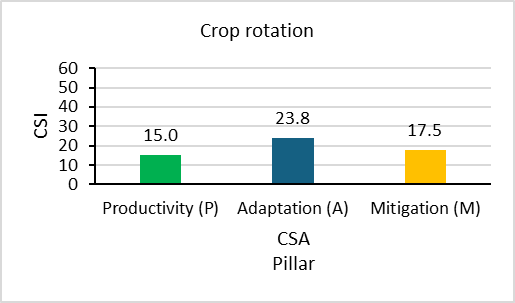 Crop rotation
60
50
40
30
20
10
0
CSI
15.0
23.8
17.5
Productivity (P)
Adaptation (A)
Mitigation (M)
CSA
Pillar